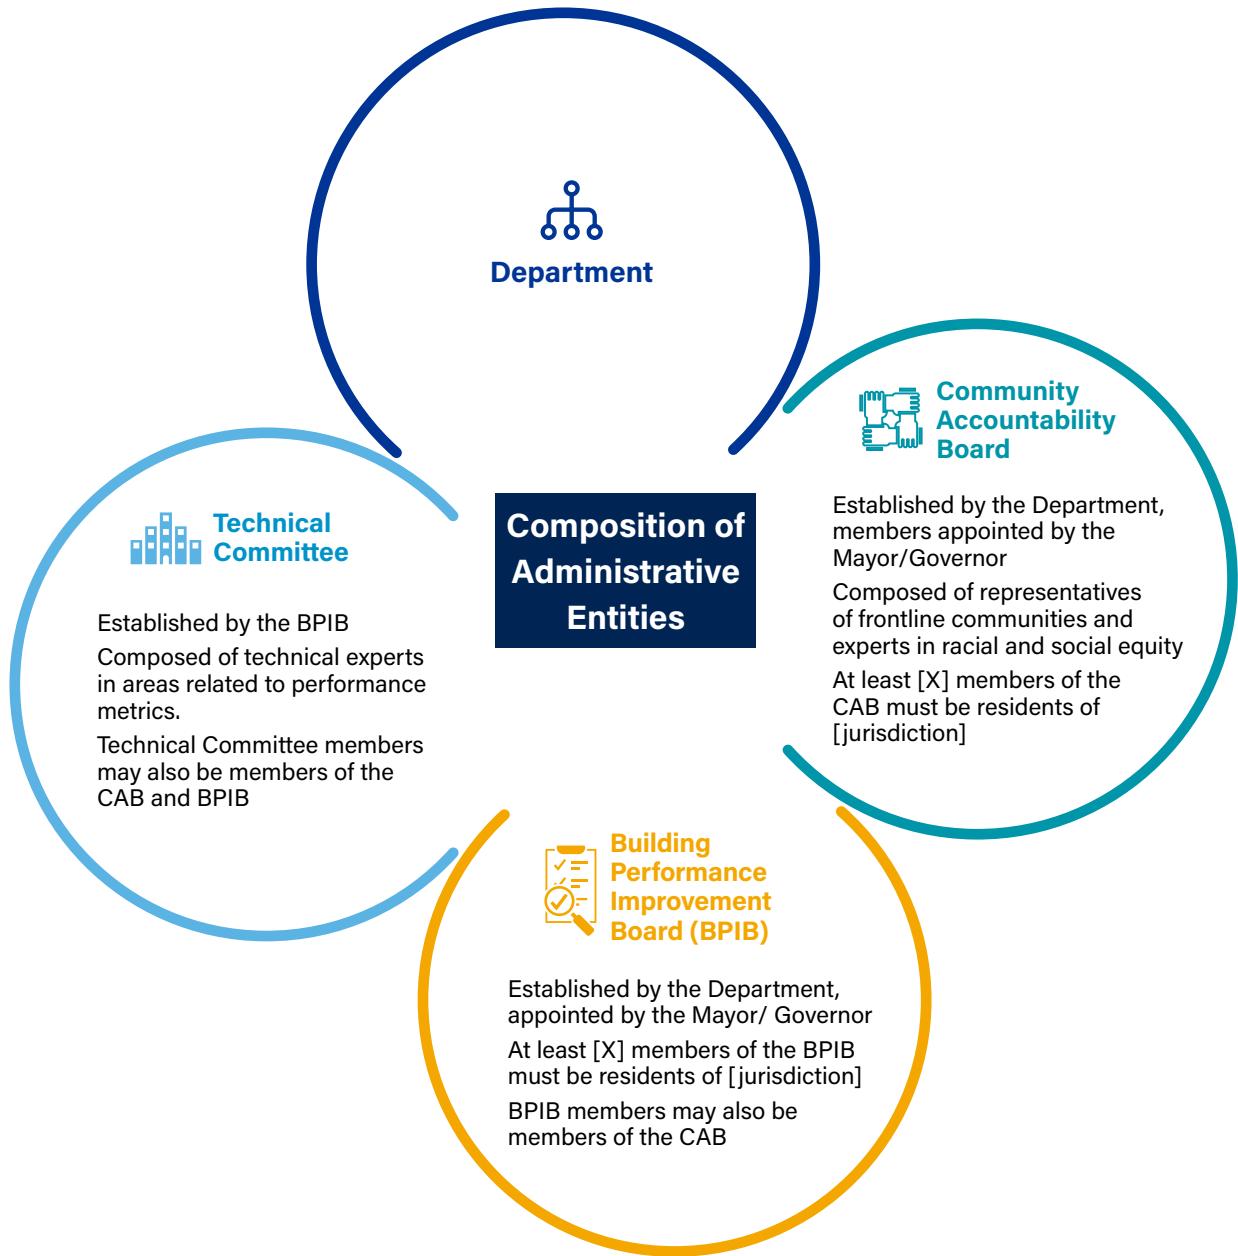 Department
Community
Accountability
Board
Established by the Department,
members appointed by the
Mayor/Governor
Composed of representatives
of frontline communities and
experts in racial and social equity
At least [X] members of the
CAB must be residents of
[jurisdiction]
Composition of
Administrative
Entities
Technical
Committee
Established by the BPIB
Composed of technical experts
in areas related to performance
metrics.
Technical Committee members
may also be members of the
CAB and BPIB
Building
Performance
Improvement
Board (BPIB)
Established by the Department,
appointed by the Mayor/ Governor
At least [X] members of the BPIB
must be residents of [jurisdiction]
BPIB members may also be
members of the CAB